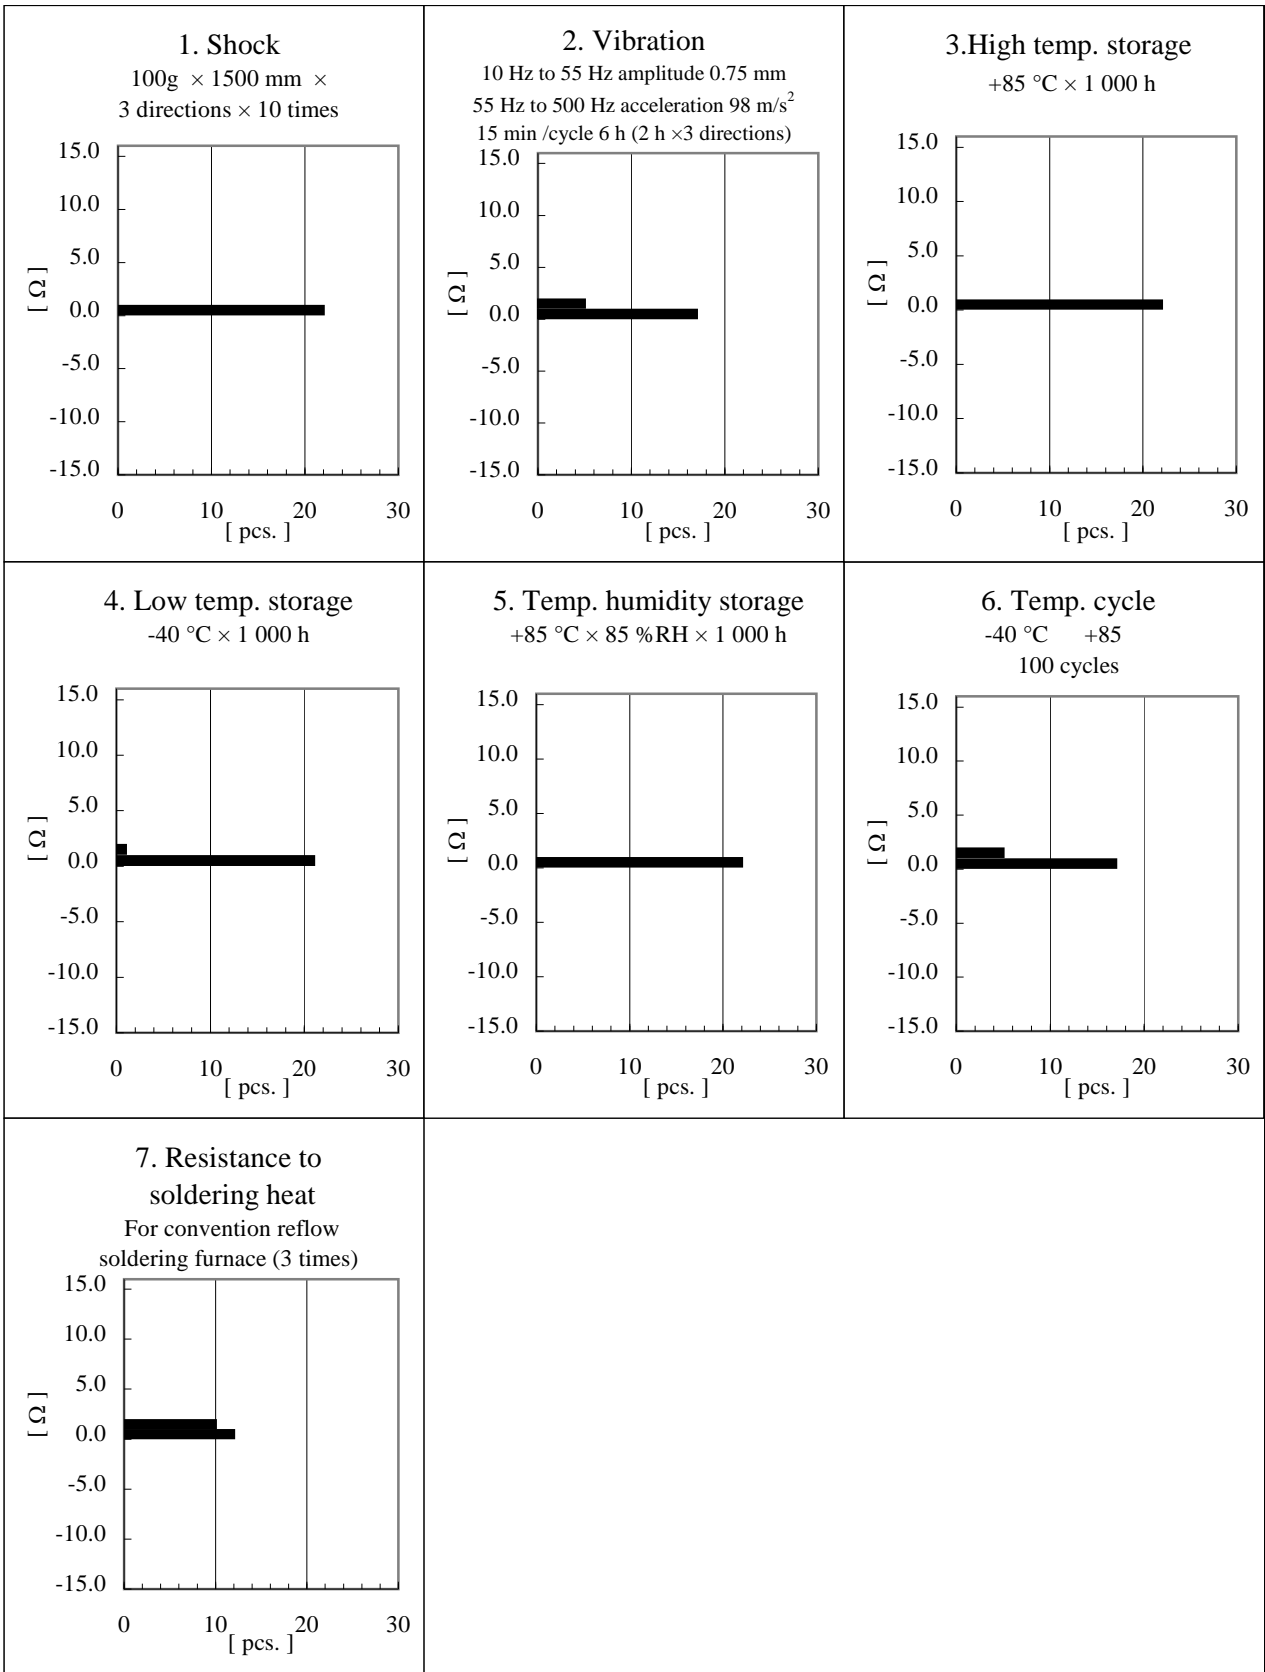 1. Shock
100g × 1500 mm ×
3 directions × 10 times
15.0
10.0
5.0
0.0
-5.0
-10.0
-15.0
[ Ω ]
0 10 20 30
[ pcs. ]
2. Vibration
10 Hz to 55 Hz amplitude 0.75 mm
55 Hz to 500 Hz acceleration 98 m/s²
15 min /cycle 6 h (2 h ×3 directions)
15.0
10.0
5.0
0.0
-5.0
-10.0
-15.0
[ Ω ]
0 10 20 30
[ pcs. ]
3.High temp. storage
+85 °C × 1 000 h
15.0
10.0
5.0
0.0
-5.0
-10.0
-15.0
[ Ω ]
0 10 20 30
[ pcs. ]
4. Low temp. storage
-40 °C × 1 000 h
15.0
10.0
5.0
0.0
-5.0
-10.0
-15.0
[ Ω ]
0 10 20 30
[ pcs. ]
5. Temp. humidity storage
+85 °C × 85 %RH × 1 000 h
15.0
10.0
5.0
0.0
-5.0
-10.0
-15.0
[ Ω ]
0 10 20 30
[ pcs. ]
6. Temp. cycle
-40 °C +85
100 cycles
15.0
10.0
5.0
0.0
-5.0
-10.0
-15.0
[ Ω ]
0 10 20 30
[ pcs. ]
7. Resistance to
soldering heat
For convention reflow
soldering furnace (3 times)
15.0
10.0
5.0
0.0
-5.0
-10.0
-15.0
[ Ω ]
0 10 20 30
[ pcs. ]